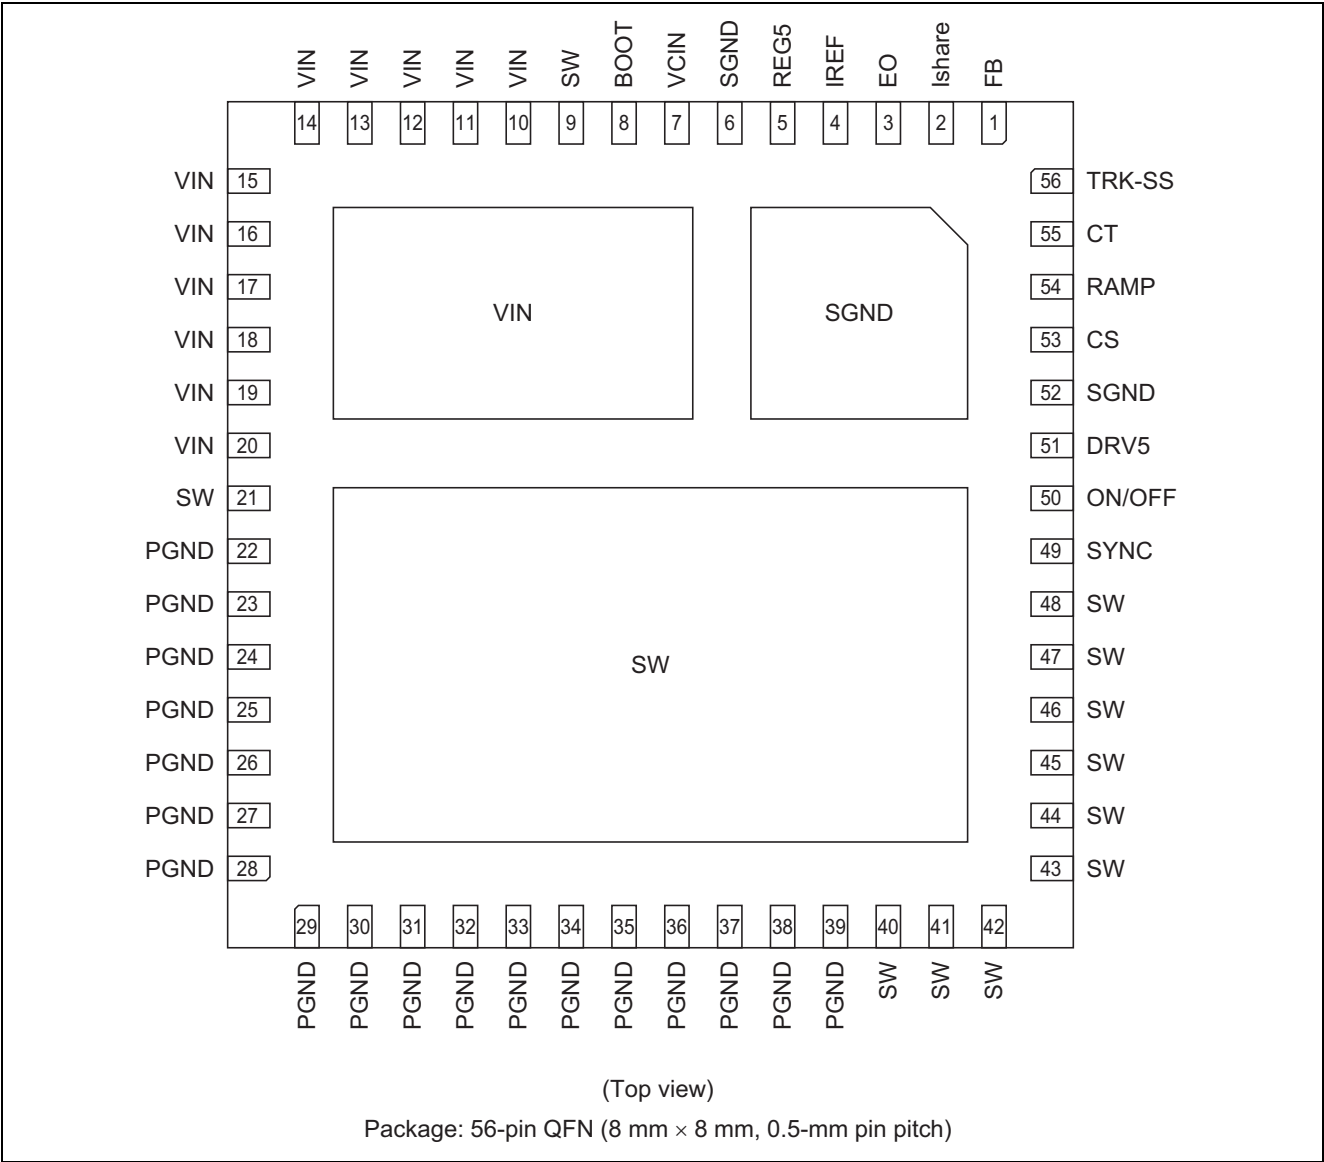 VIN VIN VIN VIN VIN SW BOOT VCIN SGND REG5 IREF EO Ishare FB
14 13 12 11 10 9 8 7 6 5 4 3 2 1
VIN 15 56 TRK-SS
VIN 16 55 CT
VIN 17 54 RAMP
VIN SGND
VIN 18 53 CS
VIN 19 52 SGND
VIN 20 51 DRV5
SW 21 50 ON/OFF
PGND 22 49 SYNC
PGND 23 48 SW
PGND 24 47 SW
SW
PGND 25 46 SW
PGND 26 45 SW
PGND 27 44 SW
PGND 28 43 SW
29 30 31 32 33 34 35 36 37 38 39 40 41 42
PGND PGND PGND PGND PGND PGND PGND PGND PGND PGND PGND SW SW SW
(Top view)
Package: 56-pin QFN (8 mm × 8 mm, 0.5-mm pin pitch)